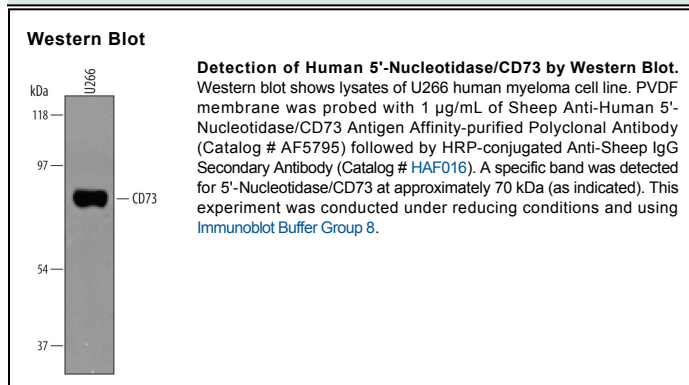 Western Blot
U266
kDa
118
97
CD73
54
37
Detection of Human 5'-Nucleotidase/CD73 by Western Blot.
Western blot shows lysates of U266 human myeloma cell line. PVDF
membrane was probed with 1 µg/mL of Sheep Anti-Human 5'-
Nucleotidase/CD73 Antigen Affinity-purified Polyclonal Antibody
(Catalog # AF5795) followed by HRP-conjugated Anti-Sheep IgG
Secondary Antibody (Catalog # HAF016). A specific band was detected
for 5'-Nucleotidase/CD73 at approximately 70 kDa (as indicated). This
experiment was conducted under reducing conditions and using
Immunoblot Buffer Group 8.